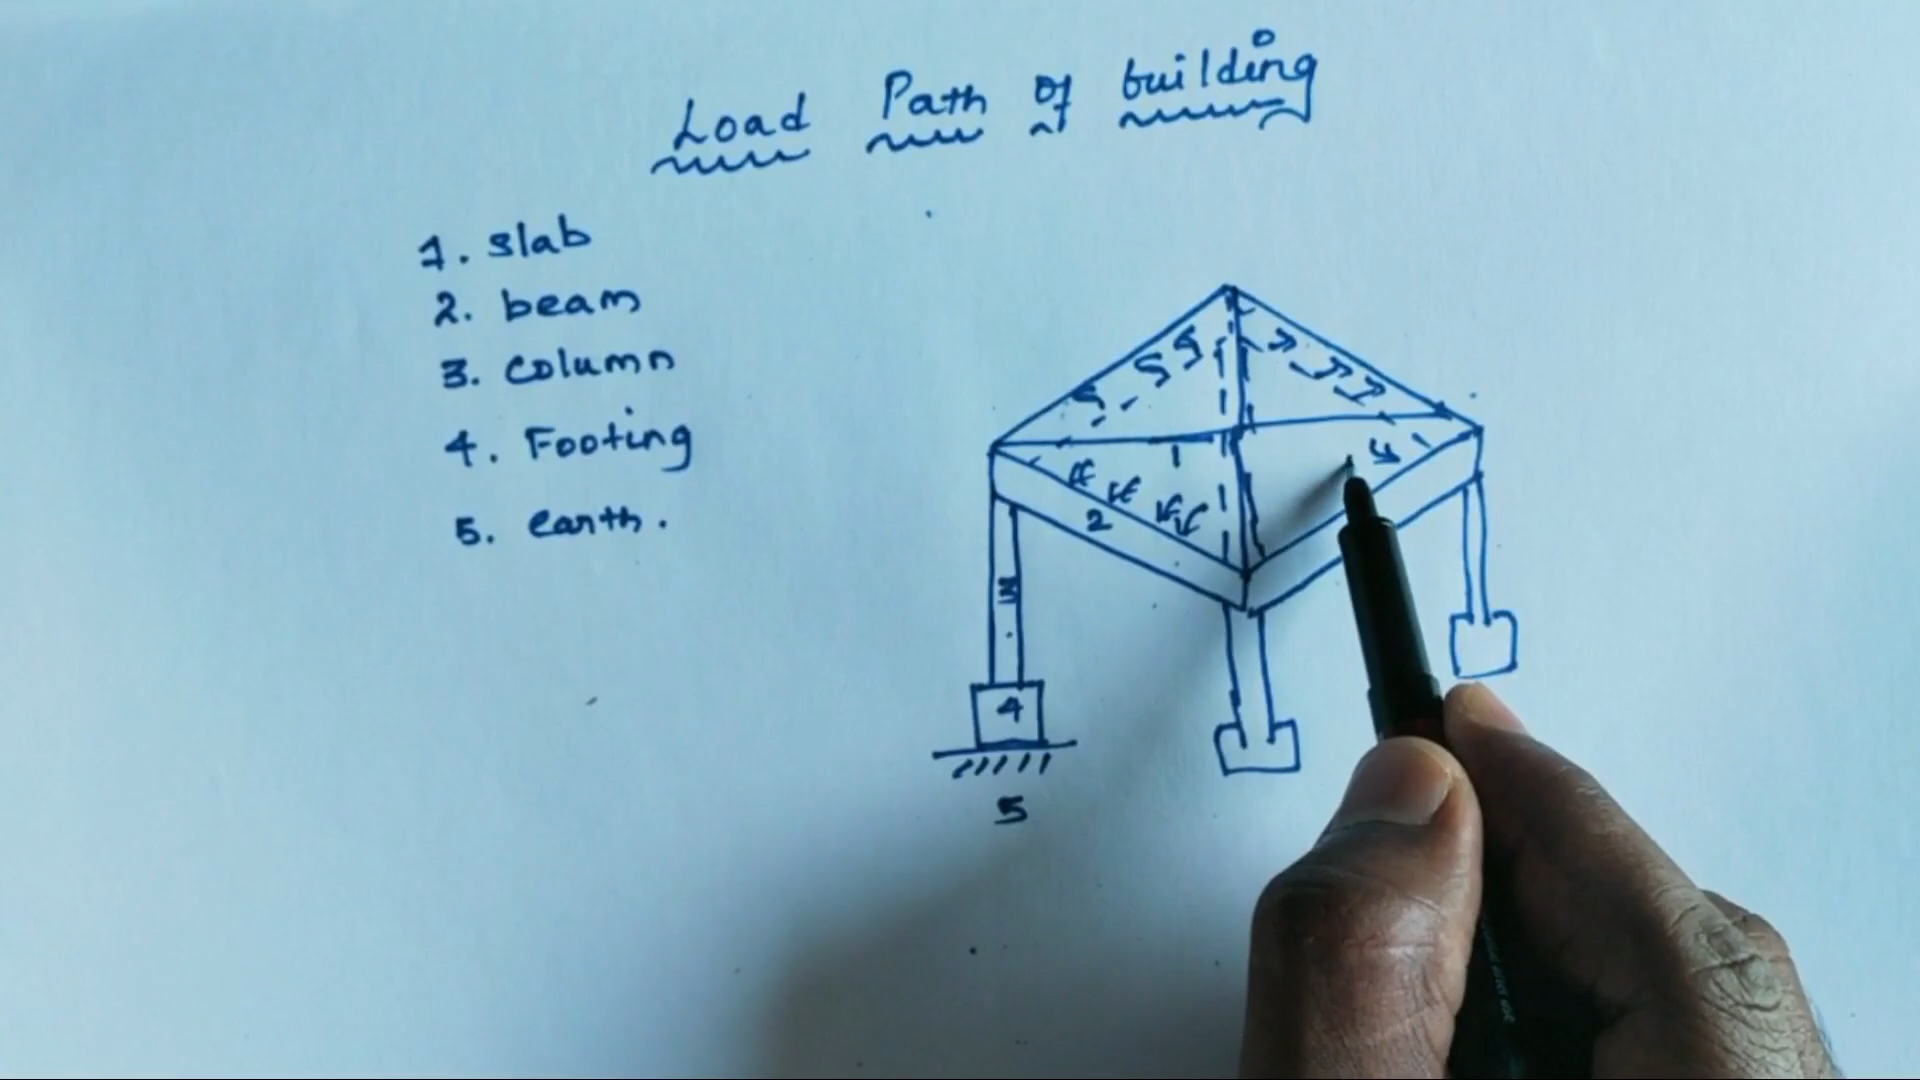 Load Path of building
1. slab
2. beam
3. column
4. Footing
5. earth.
2
3
4
5